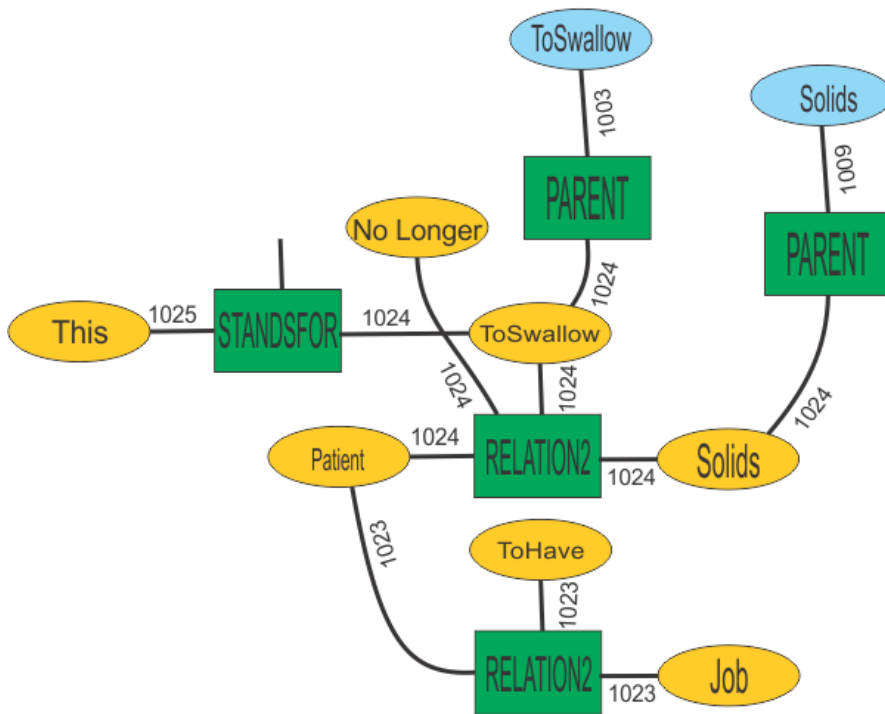 ToSwallow
Solids
1003
1009
PARENT
No Longer
PARENT
1024
1025
1024
This
STANDSFOR
ToSwallow
1024
1024
1024
1024
Patient
RELATION2
1024
Solids
1023
ToHave
1023
RELATION2
1023
Job